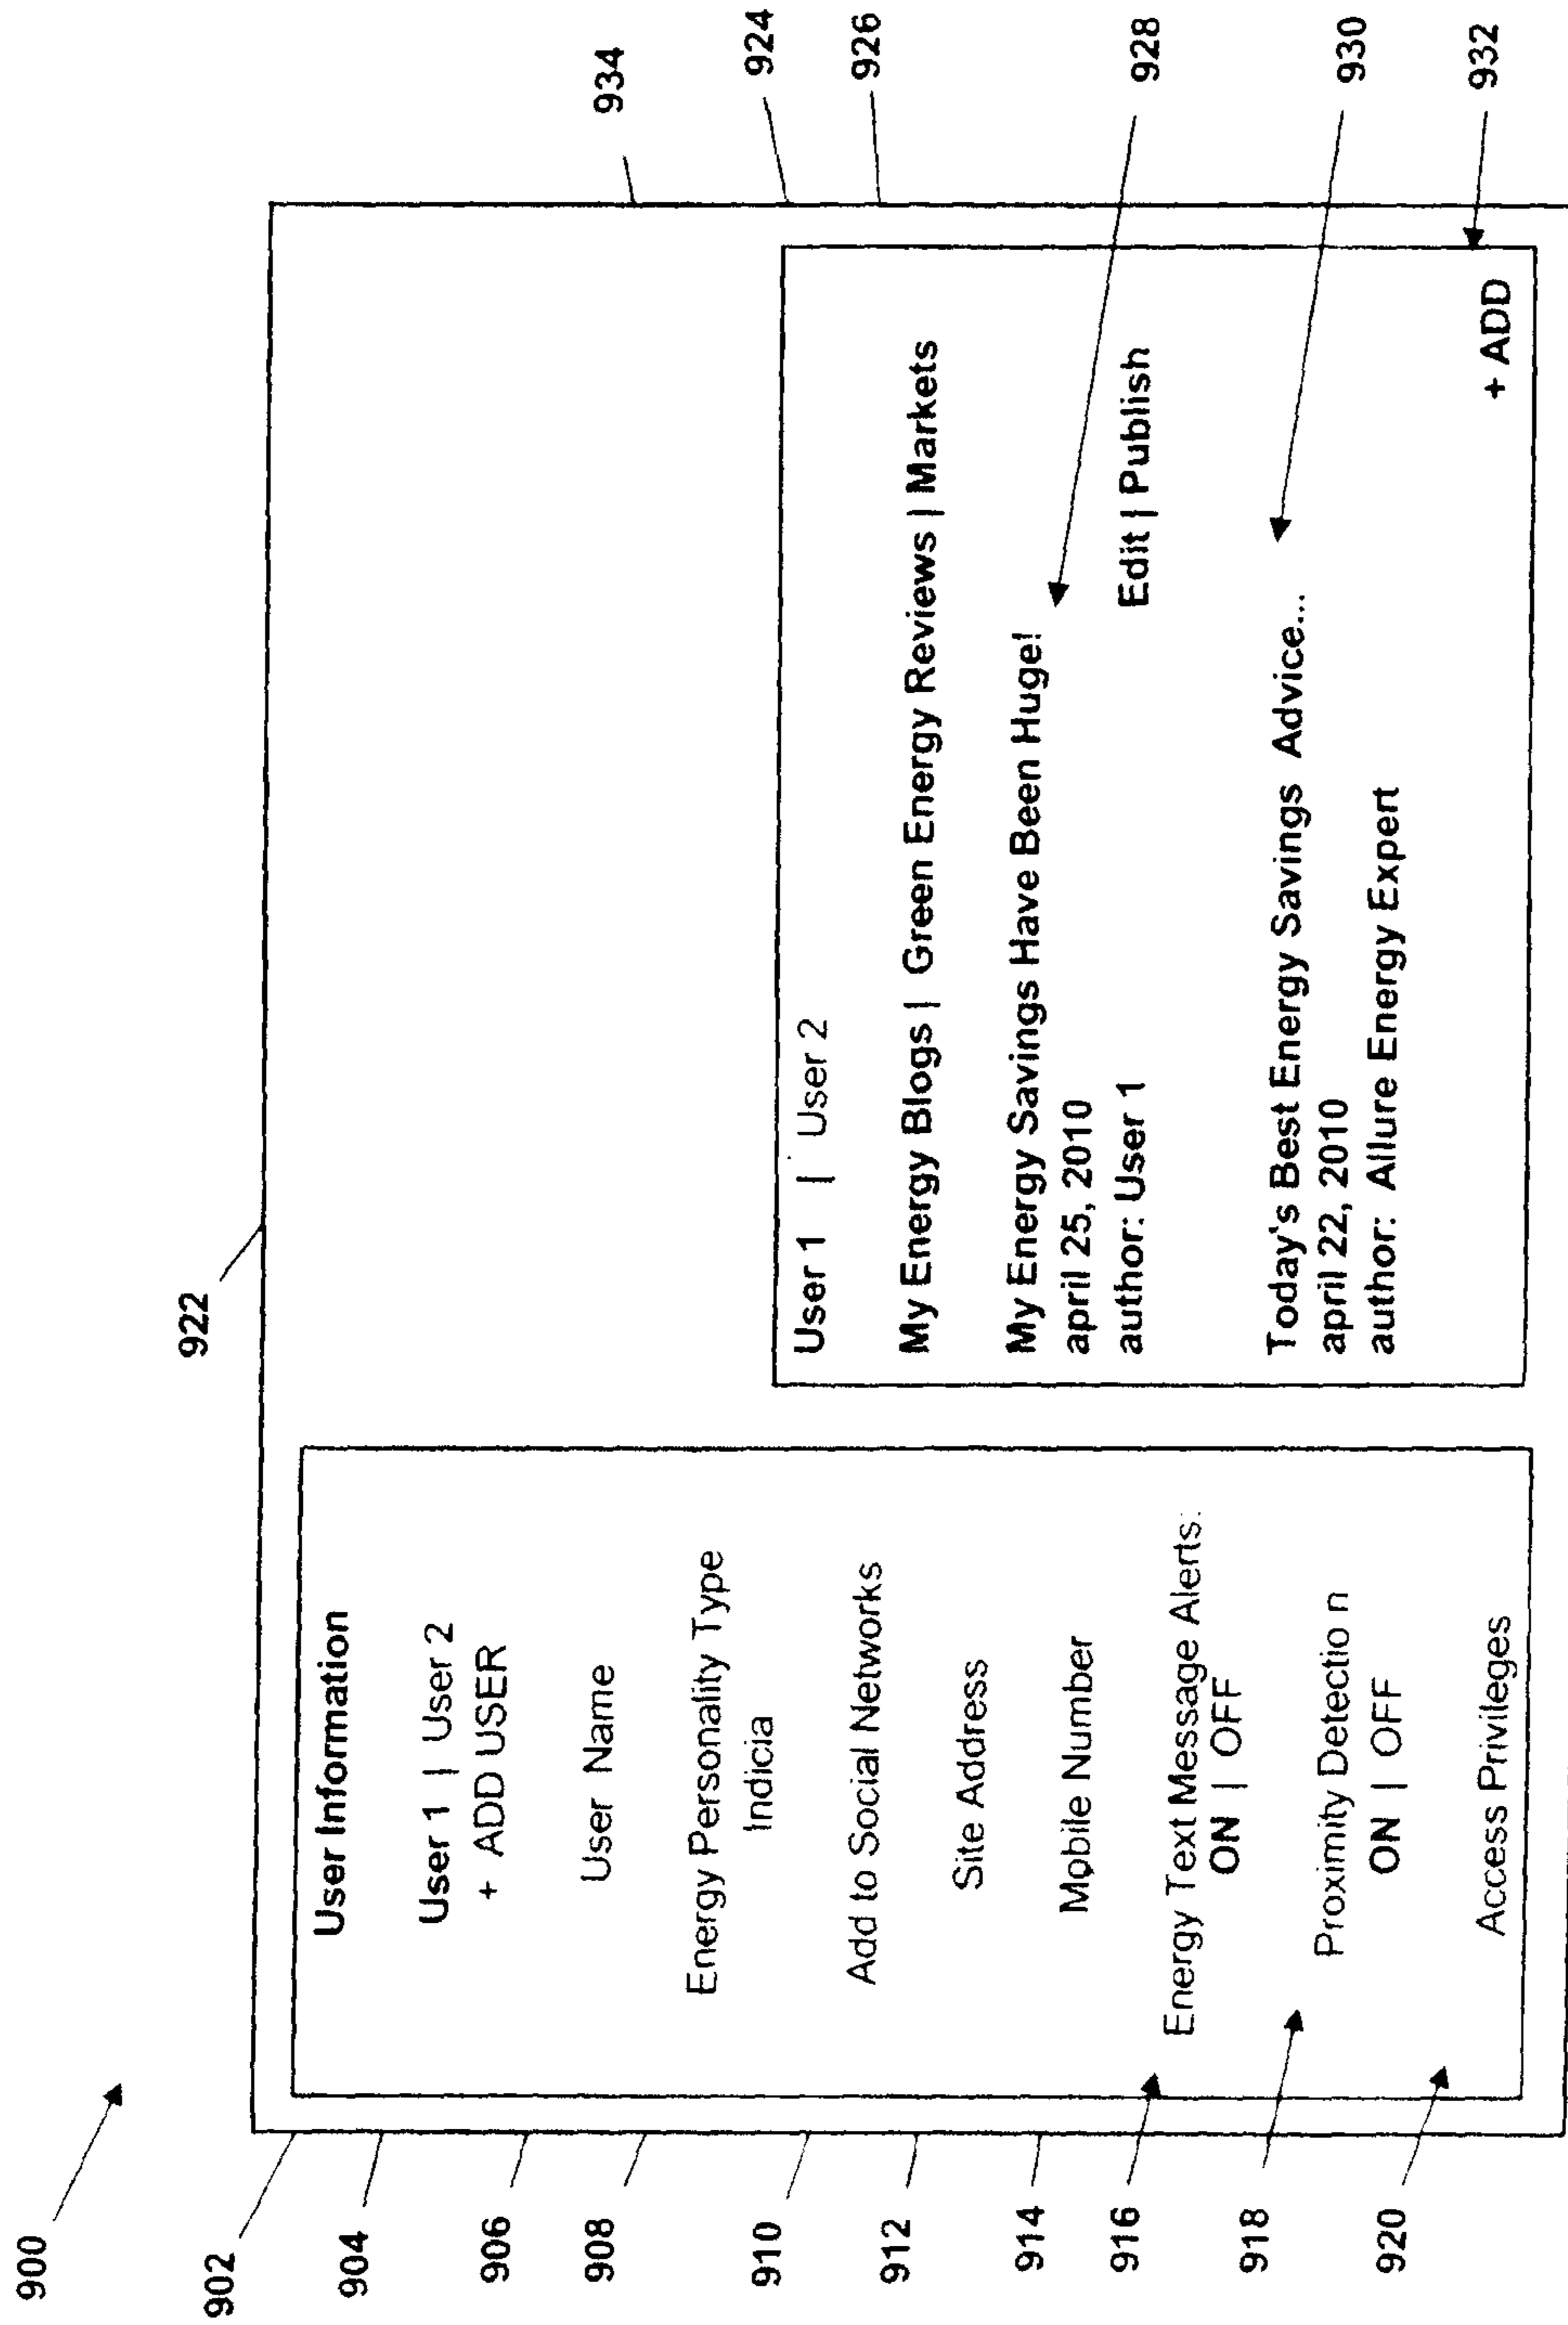 900
922
902
904
906
908
910
912
914
916
918
920
User Information
User 1 | User 2
+ ADD USER
User Name
Energy Personality Type
Indicia
Add to Social Networks
Site Address
Mobile Number
Energy Text Message Alerts:
ON | OFF
Proximity Detectio n
ON | OFF
Access Privileges
User 1 | User 2
My Energy Blogs | Green Energy Reviews | Markets
My Energy Savings Have Been Huge!
april 25, 2010
author: User 1
Edit | Publish
Today's Best Energy Savings Advice...
april 22, 2010
author: Allure Energy Expert
+ ADD
934
924
926
928
930
932